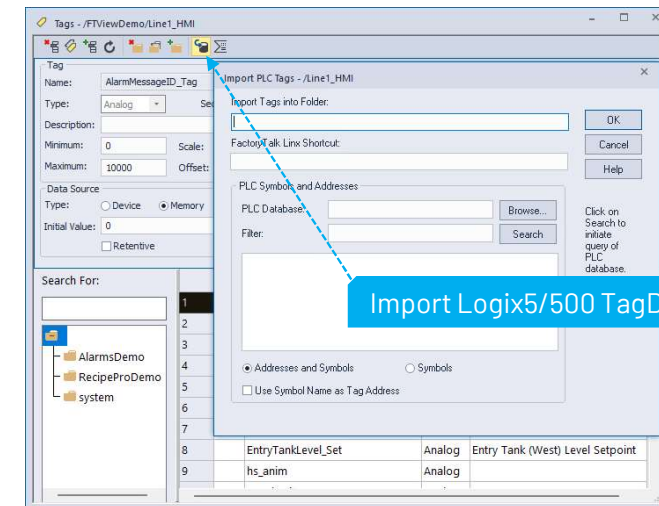 Tags - /FTViewDemo/Line1_HMI
Tag
Name: AlarmMessageID_Tag
Type: Analog
Description:
Minimum: 0 Scale:
Maximum: 10000 Offset:
Data Source
Type: Device Memory
Initial Value: 0
Retentive
Search For:
AlarmsDemo
RecipeProDemo
system
1
2
3
4
5
6
7
8 EntryTankLevel_Set Analog Entry Tank (West) Level Setpoint
9 hs_anim Analog
Import PLC Tags - /Line1_HMI
Import Tags into Folder:
OK
FactoryTalk Linx Shortcut:
Cancel
Help
PLC Symbols and Addresses
PLC Database: Browse...
Filter: Search
Click on
Search to
initiate
query of
PLC
database.
Import Logix5/500 TagD
Addresses and Symbols Symbols
Use Symbol Name as Tag Address